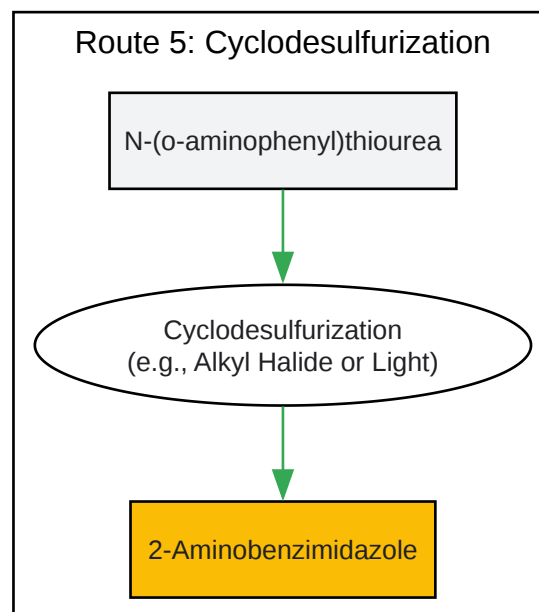 Route 5: Cyclodesulfurization
N-(o-aminophenyl)thiourea
Cyclodesulfurization
(e.g., Alkyl Halide or Light)
2-Aminobenzimidazole